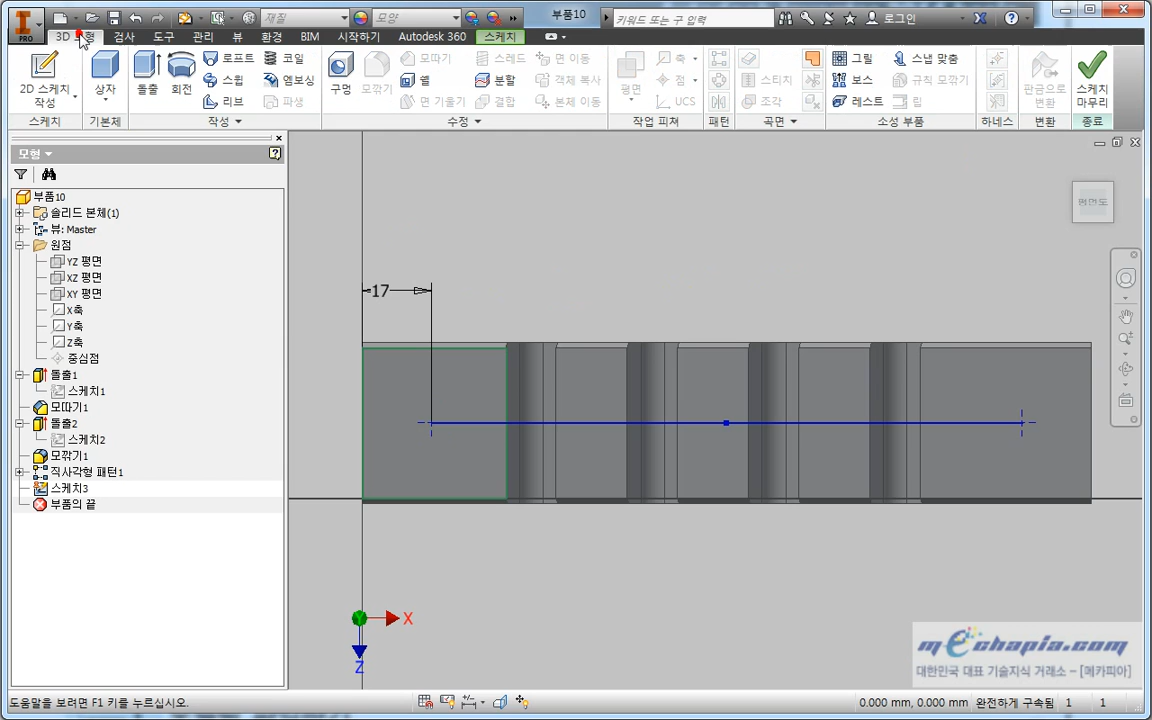 재질
모양
부품10
키워드 또는 구 입력
로그인
PRO
3D 모형 검사 도구 관리 뷰 환경 BIM 시작하기 Autodesk 360 스케치
2D 스케치 작성
상자
돌출
회전
로프트
스윕
리브
코일
엠보싱
파생
구멍
모깎기
모따기
쉘
면 기울기
스레드
분할
결합
면 이동
객체 복사
본체 이동
평면
축
점
UCS
스티치
조각
그릴
보스
레스트
스냅 맞춤
규칙 모깎기
립
판금으로 변환
스케치 마무리
스케치 기본체 작성 수정 작업 피쳐 패턴 곡면 소성 부품 하네스 변환 종료
모형
부품10
솔리드 본체(1)
뷰: Master
원점
YZ 평면
XZ 평면
XY 평면
X축
Y축
Z축
중심점
돌출1
스케치1
모따기1
돌출2
스케치2
모깎기1
직사각형 패턴1
스케치3
부품의 끝
평면도
17
X
Z
mechapia.com
대한민국 대표 기술지식 거래소 – [메카피아]
도움말을 보려면 F1 키를 누르십시오.
0.000 mm, 0.000 mm 완전하게 구속됨 1 1